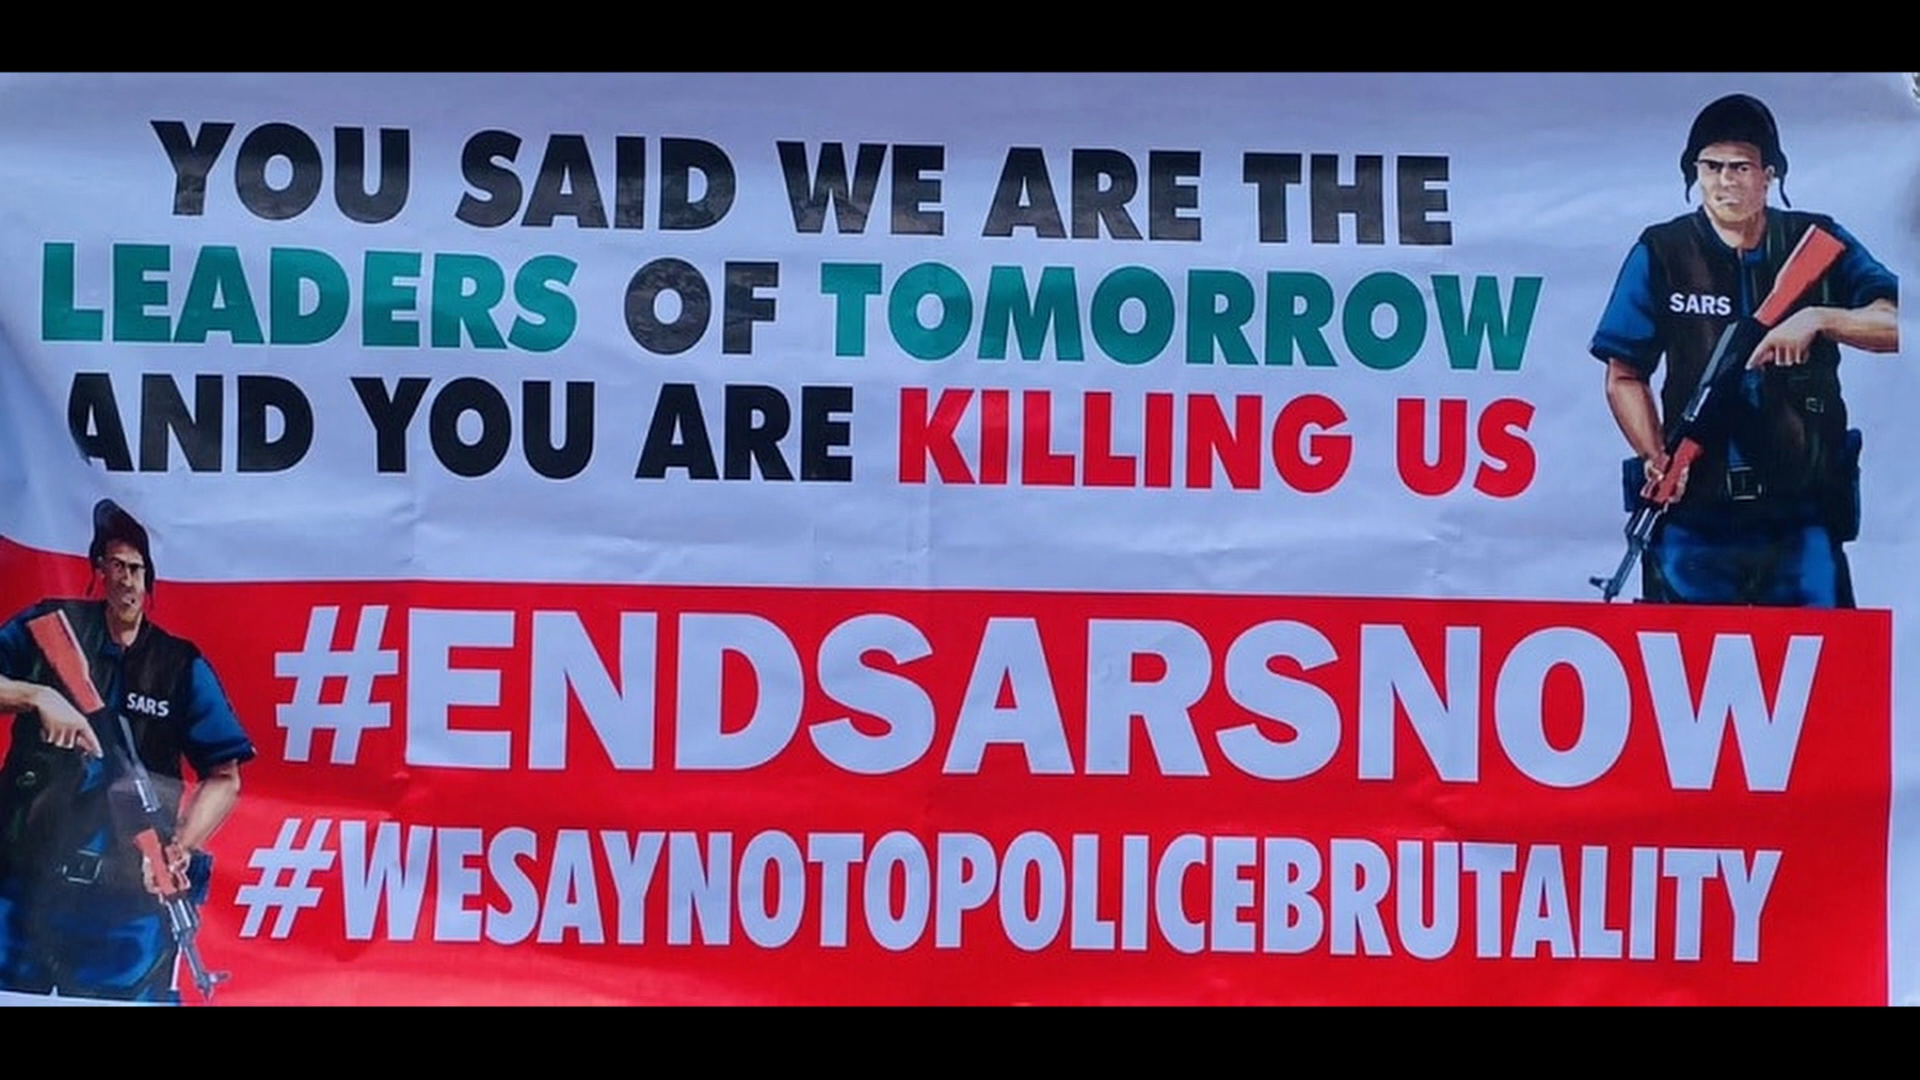 YOU SAID WE ARE THE
LEADERS OF TOMORROW
AND YOU ARE KILLING US
SARS
#ENDSARSNOW
SARS
#WESAYNOTOPOLICEBRUTALITY